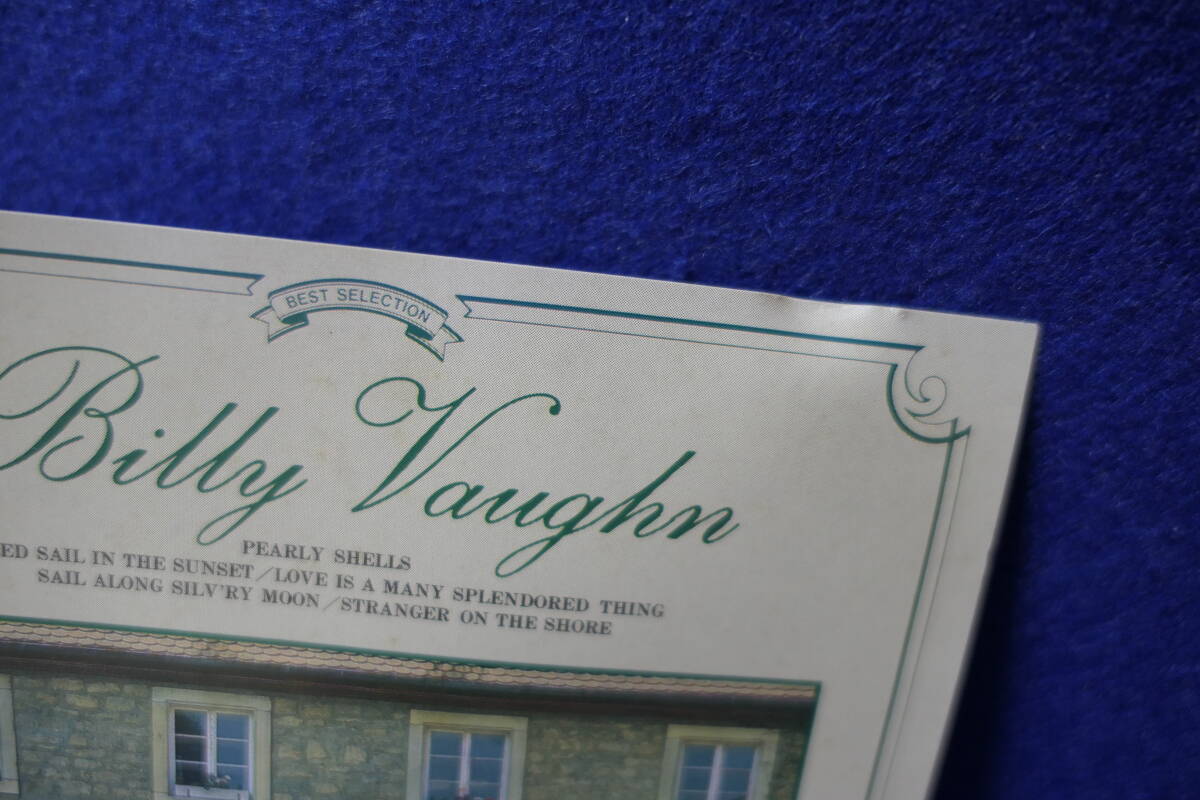 BEST SELECTION
Billy Vaughn
PEARLY SHELLS
ED SAIL IN THE SUNSET/LOVE IS A MANY SPLENDORED THING
SAIL ALONG SILV'RY MOON/STRANGER ON THE SHORE